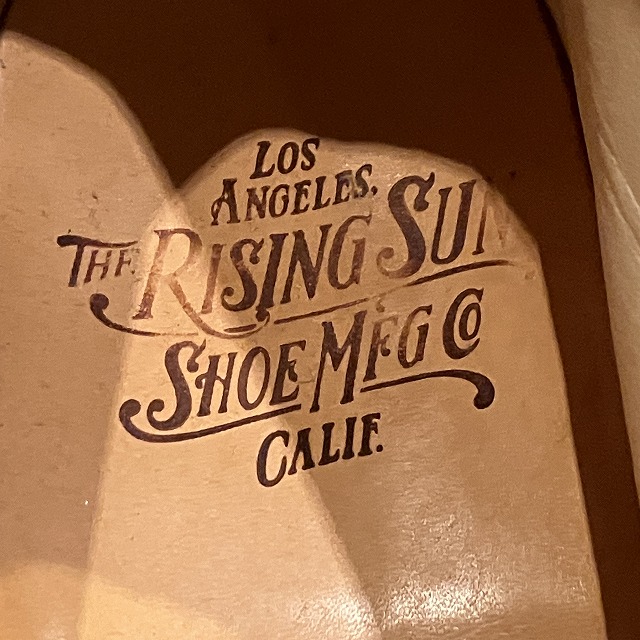 LOS
ANGELES,
THE RISING SUN
SHOE MFG CO
CALIF.